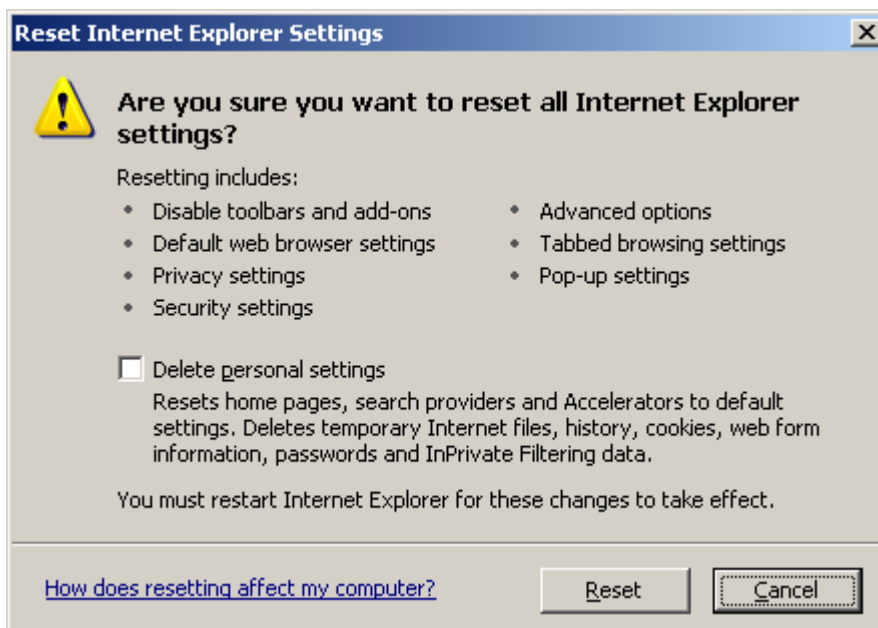 Reset Internet Explorer Settings
Are you sure you want to reset all Internet Explorer
settings?
Resetting includes:
• Disable toolbars and add-ons
• Default web browser settings
• Privacy settings
• Security settings
• Advanced options
• Tabbed browsing settings
• Pop-up settings
Delete personal settings
Resets home pages, search providers and Accelerators to default
settings. Deletes temporary Internet files, history, cookies, web form
information, passwords and InPrivate Filtering data.
You must restart Internet Explorer for these changes to take effect.
How does resetting affect my computer?
Reset
Cancel